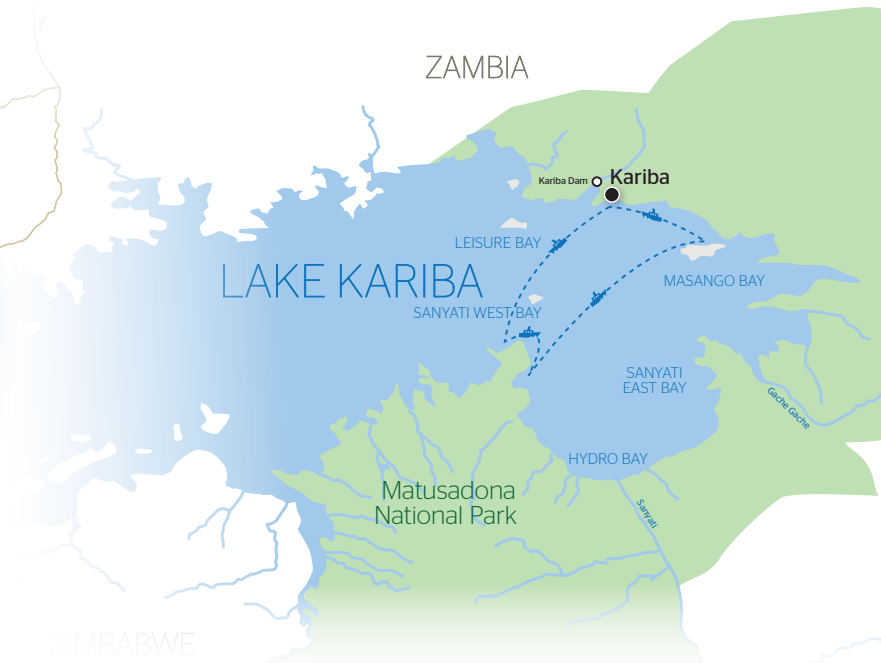 ZAMBIA
Kariba Dam
Kariba
LEISURE BAY
LAKE KARIBA
MASANGO BAY
SANYATI WEST BAY
SANYATI
EAST BAY
Gache Gache
HYDRO BAY
Matusadona
National Park
Sanyati
ZIMBABWE